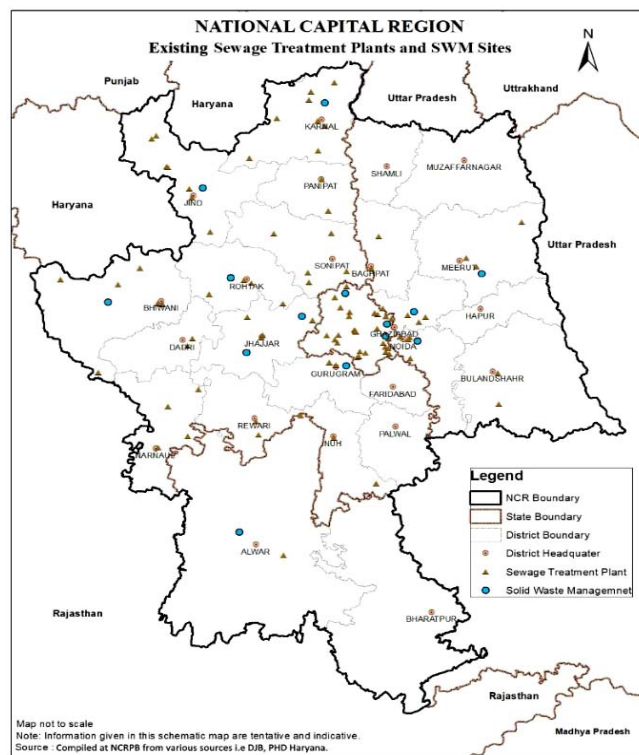 NATIONAL CAPITAL REGION
Existing Sewage Treatment Plants and SWM Sites
N
Punjab
Haryana
Uttar Pradesh
Uttrakhand
KARNAL
SHAMLI
MUZAFFARNAGAR
PANIPAT
JIND
Haryana
Uttar Pradesh
SONIPAT
BAGHPAT
MEERUT
ROHTAK
BHIWANI
HAPUR
GHAZIABAD
DADRI
JHAJJAR
NOIDA
GURUGRAM
BULANDSHAHR
FARIDABAD
REWARI
PALWAL
NUH
NARNAUL
Legend
NCR Boundary
State Boundary
District Boundary
District Headquater
Sewage Treatment Plant
Solid Waste Managemnet
ALWAR
Rajasthan
BHARATPUR
Rajasthan
Madhya Pradesh
Map not to scale
Note: Information given in this schematic map are tentative and indicative.
Source : Compiled at NCRPB from various sources i.e DJB, PHD Haryana.